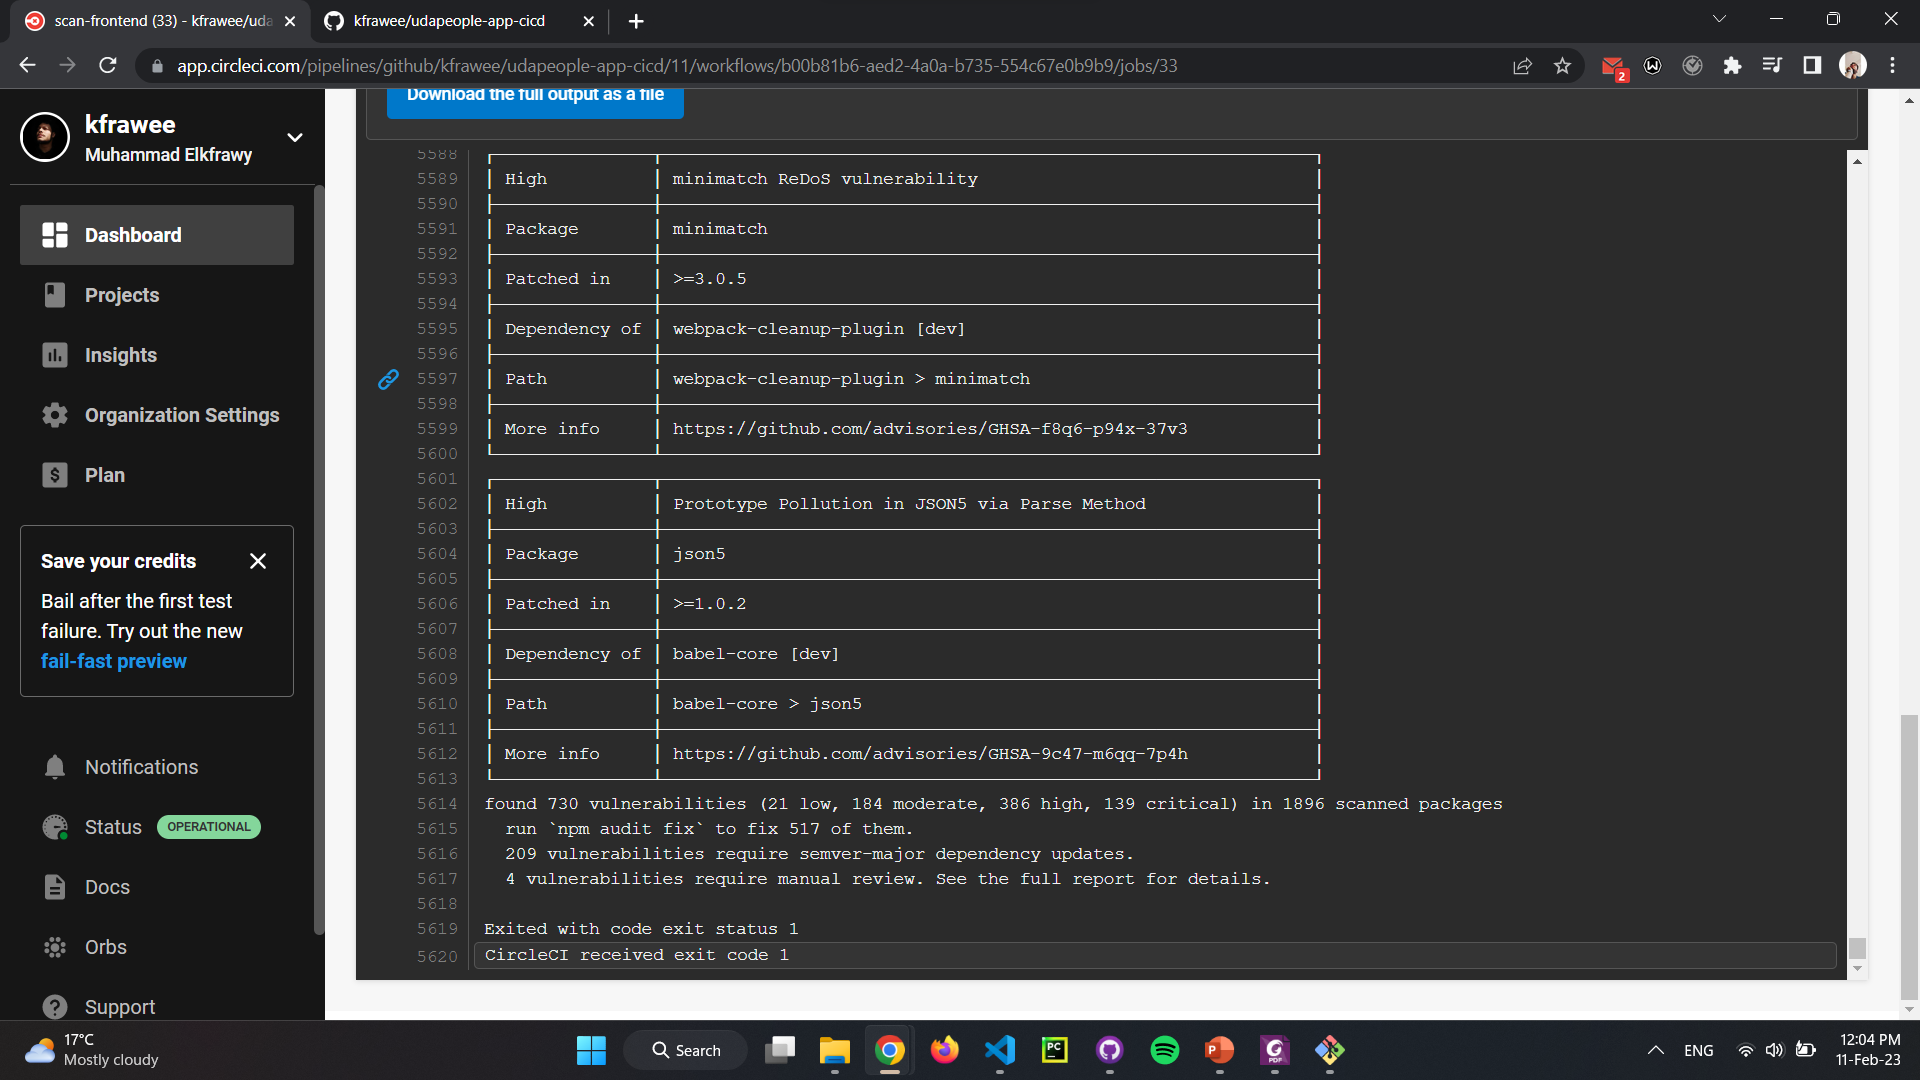 scan-frontend (33) - kfrawee/uda
kfrawee/udapeople-app-cicd
app.circleci.com/pipelines/github/kfrawee/udapeople-app-cicd/11/workflows/b00b81b6-aed2-4a0a-b735-554c67e0b9b9/jobs/33
2
kfrawee
Muhammad Elkfrawy
Dashboard
Projects
Insights
Organization Settings
Plan
Save your credits
Bail after the first test
failure. Try out the new
fail-fast preview
Notifications
Status OPERATIONAL
Docs
Orbs
Support
Download the full output as a file
5588
5589 High minimatch ReDoS vulnerability
5590
5591 Package minimatch
5592
5593 Patched in >=3.0.5
5594
5595 Dependency of webpack-cleanup-plugin [dev]
5596
5597 Path webpack-cleanup-plugin > minimatch
5598
5599 More info https://github.com/advisories/GHSA-f8q6-p94x-37v3
5600
5601
5602 High Prototype Pollution in JSON5 via Parse Method
5603
5604 Package json5
5605
5606 Patched in >=1.0.2
5607
5608 Dependency of babel-core [dev]
5609
5610 Path babel-core > json5
5611
5612 More info https://github.com/advisories/GHSA-9c47-m6qq-7p4h
5613
5614 found 730 vulnerabilities (21 low, 184 moderate, 386 high, 139 critical) in 1896 scanned packages
5615 run `npm audit fix` to fix 517 of them.
5616 209 vulnerabilities require semver-major dependency updates.
5617 4 vulnerabilities require manual review. See the full report for details.
5618
5619 Exited with code exit status 1
5620 CircleCI received exit code 1
17°C
Mostly cloudy
Search
PC
PDF
ENG
12:04 PM
11-Feb-23